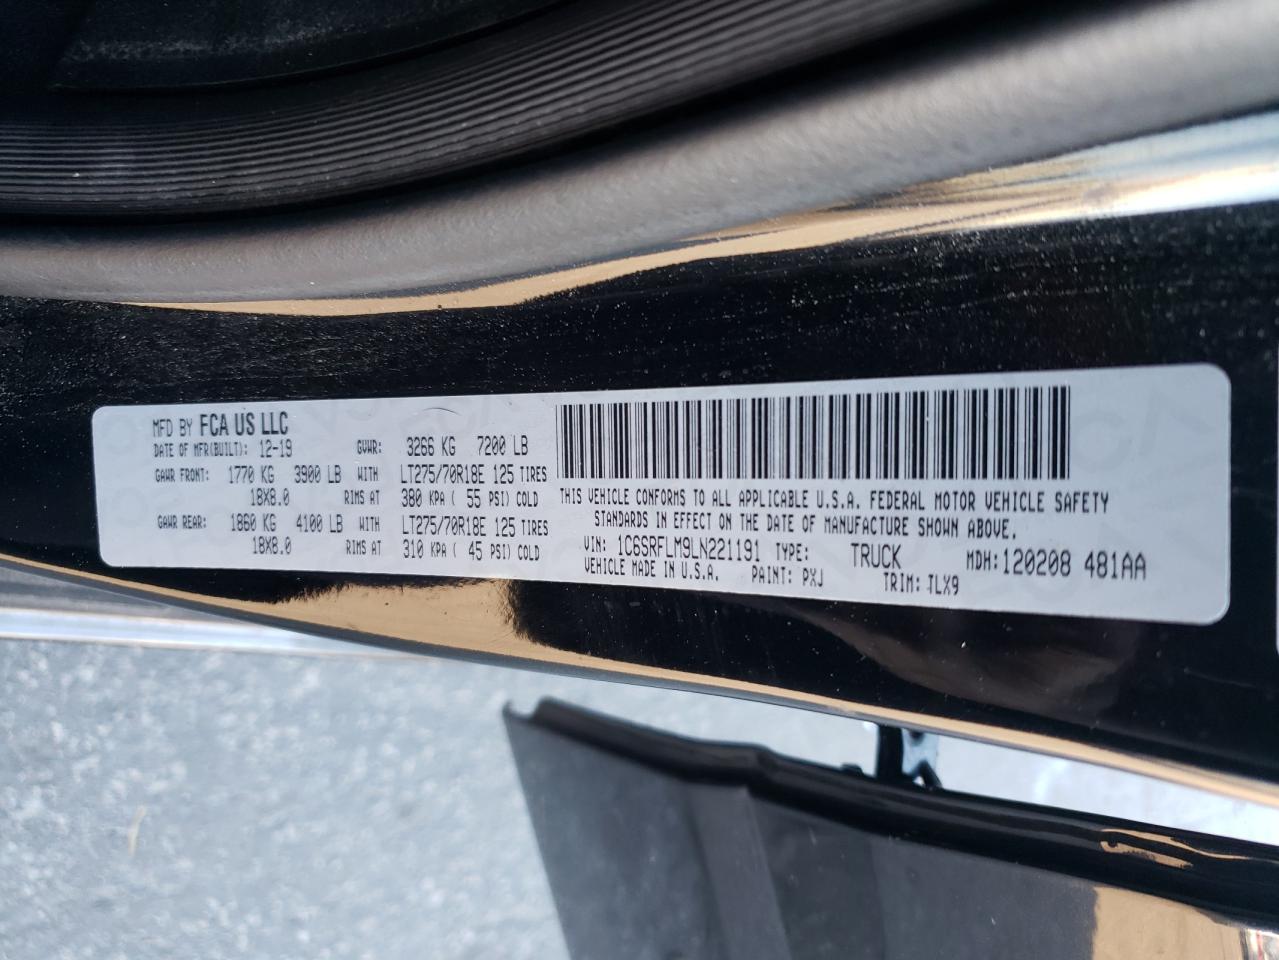 MFD BY FCA US LLC
DATE OF MFR(BUILT): 12-19 GVWR: 3266 KG 7200 LB
GAWR FRONT: 1770 KG 3900 LB WITH LT275/70R18E 125 TIRES
18X8.0 RIMS AT 380 KPA ( 55 PSI) COLD
GAWR REAR: 1860 KG 4100 LB WITH LT275/70R18E 125 TIRES
18X8.0 RIMS AT 310 KPA ( 45 PSI) COLD
THIS VEHICLE CONFORMS TO ALL APPLICABLE U.S.A. FEDERAL MOTOR VEHICLE SAFETY
STANDARDS IN EFFECT ON THE DATE OF MANUFACTURE SHOWN ABOVE.
VIN: 1C6SRFLM9LN221191 TYPE: TRUCK MDH:120208 481AA
VEHICLE MADE IN U.S.A. PAINT: PXJ TRIM: